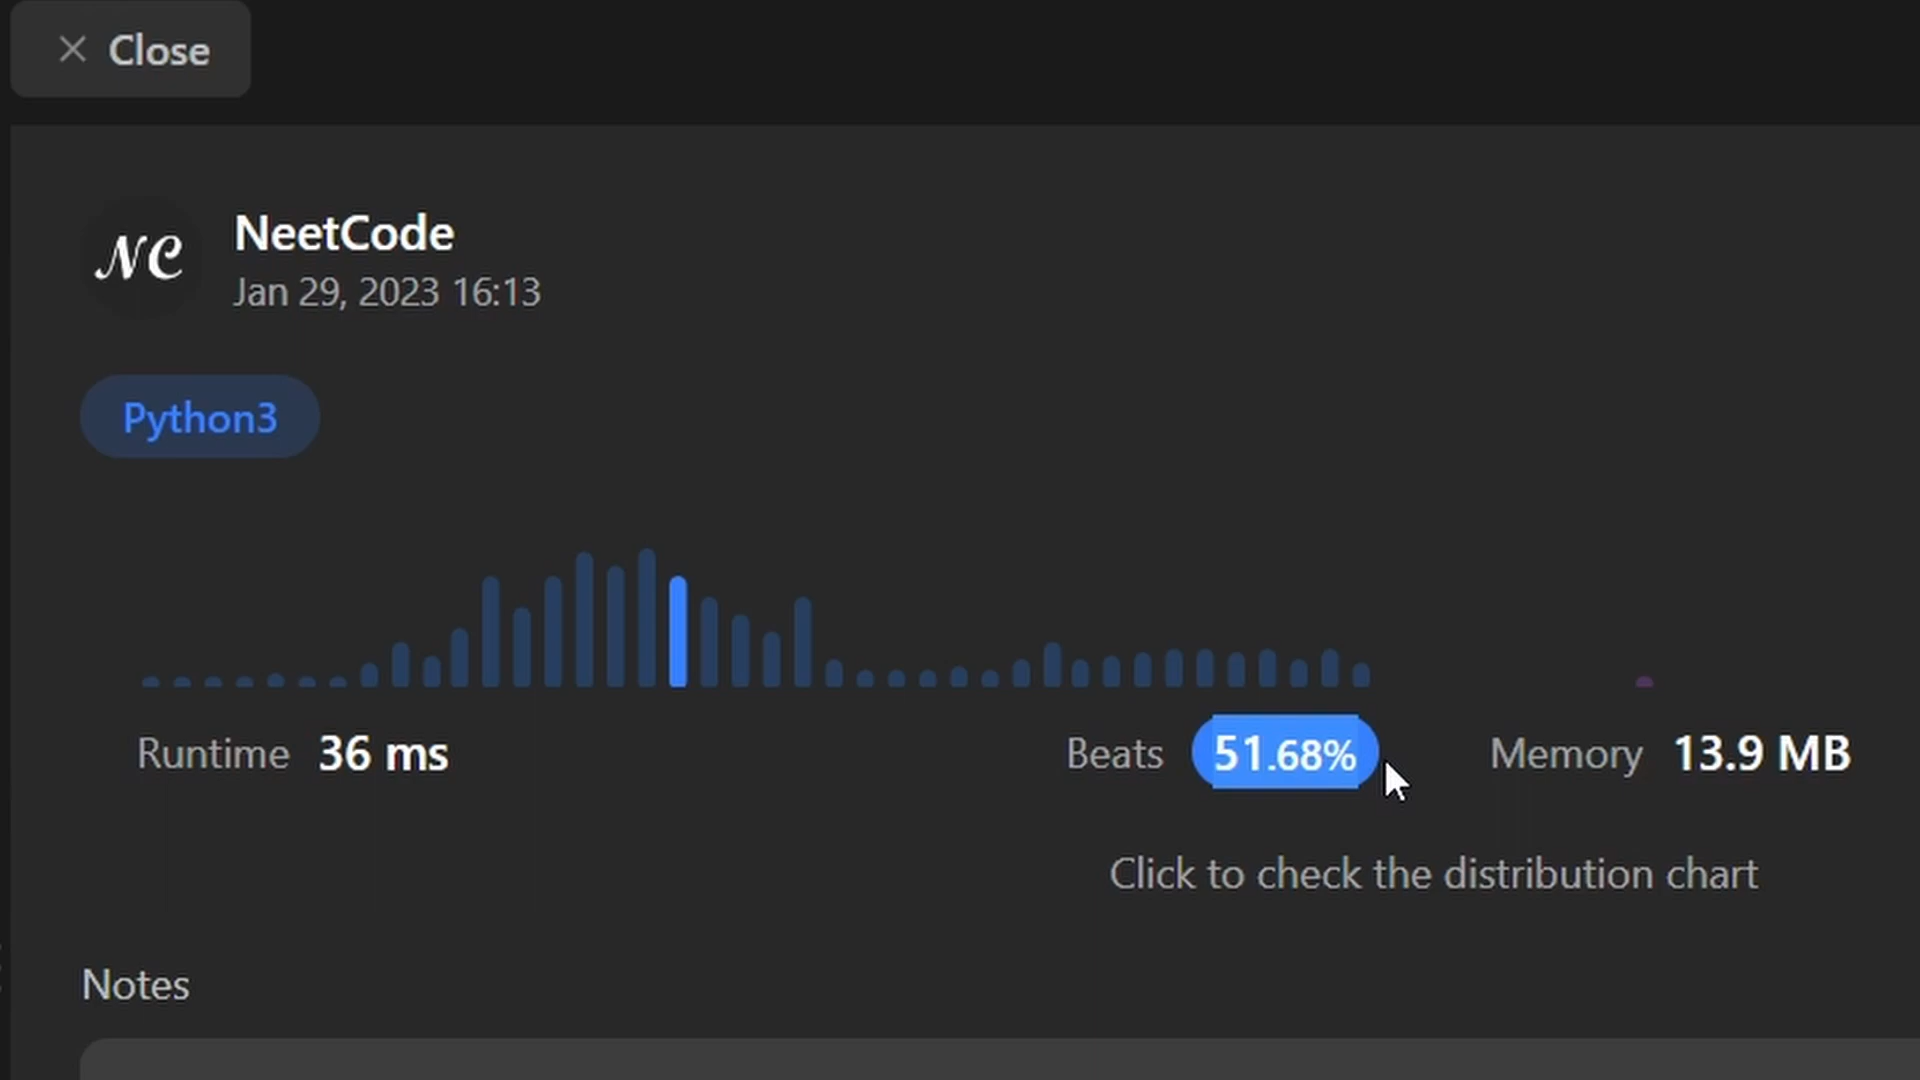 Close
NC
NeetCode
Jan 29, 2023 16:13
Python3
Runtime 36 ms Beats 51.68% Memory 13.9 MB
Click to check the distribution chart
Notes